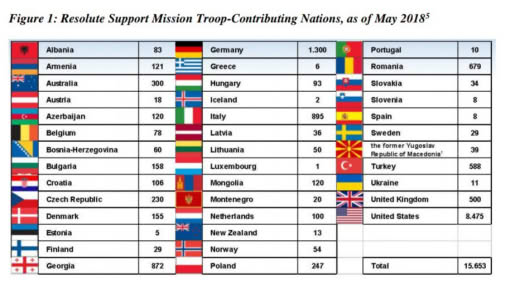 Figure 1: Resolute Support Mission Troop-Contributing Nations, as of May 2018⁵
Albania 83 Germany 1.300 Portugal 10
Armenia 121 Greece 6 Romania 679
Australia 300 Hungary 93 Slovakia 34
Austria 18 Iceland 2 Slovenia 8
Azerbaijan 120 Italy 895 Spain 8
Belgium 78 Latvia 36 Sweden 29
Bosnia-Herzegovina 60 Lithuania 50 the former Yugoslav
Republic of Macedonia¹ 39
Bulgaria 158 Luxembourg 1 Turkey 588
Croatia 106 Mongolia 120 Ukraine 11
Czech Republic 230 Montenegro 20 United Kingdom 500
Denmark 155 Netherlands 100 United States 8.475
Estonia 5 New Zealand 13
Finland 29 Norway 54
Georgia 872 Poland 247 Total 15.653